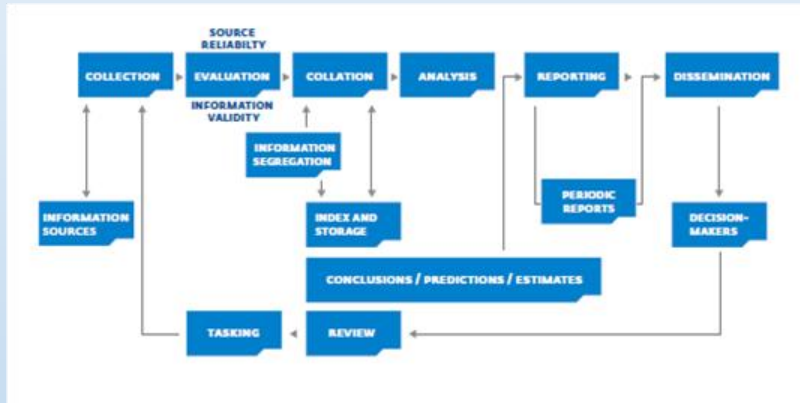 SOURCE
RELIABILTY
COLLECTION
EVALUATION
COLLATION
ANALYSIS
REPORTING
DISSEMINATION
INFORMATION
VALIDITY
INFORMATION
SEGREGATION
PERIODIC
REPORTS
INFORMATION
SOURCES
INDEX AND
STORAGE
DECISION-
MAKERS
CONCLUSIONS / PREDICTIONS / ESTIMATES
TASKING
REVIEW